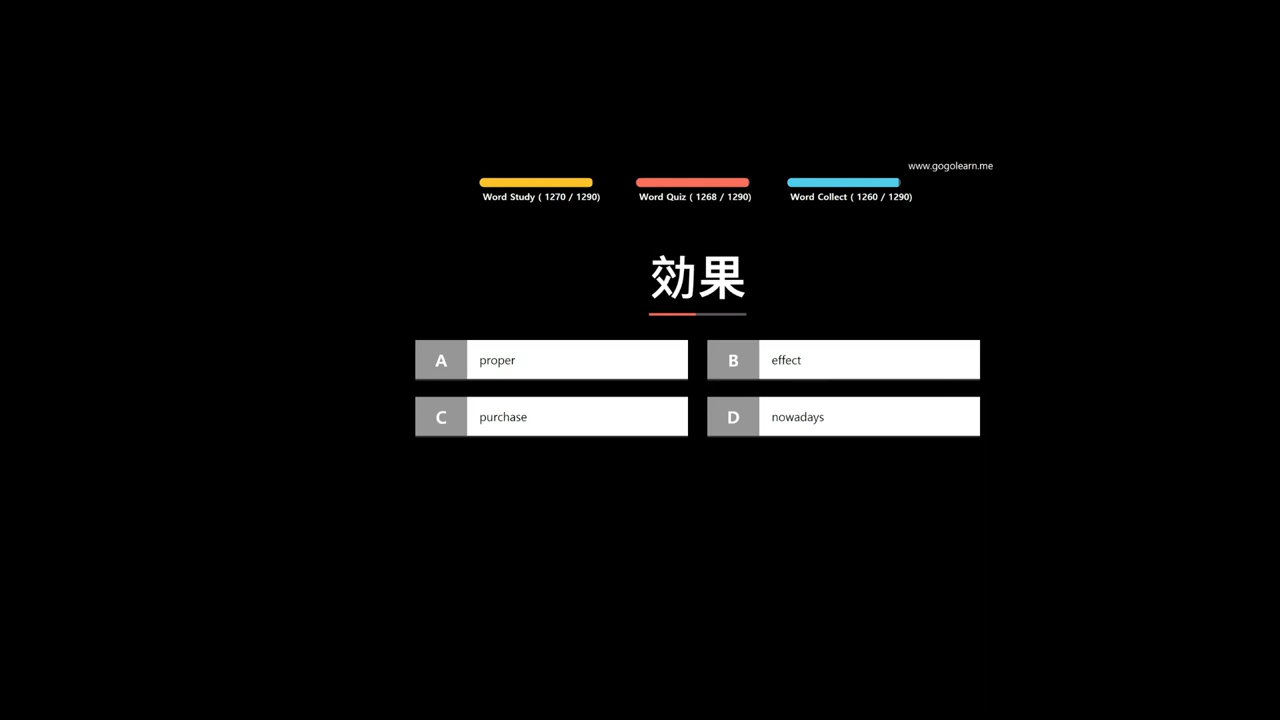 www.gogolearn.me
Word Study ( 1270 / 1290)
Word Quiz ( 1268 / 1290)
Word Collect ( 1260 / 1290)
効果
A proper
B effect
C purchase
D nowadays